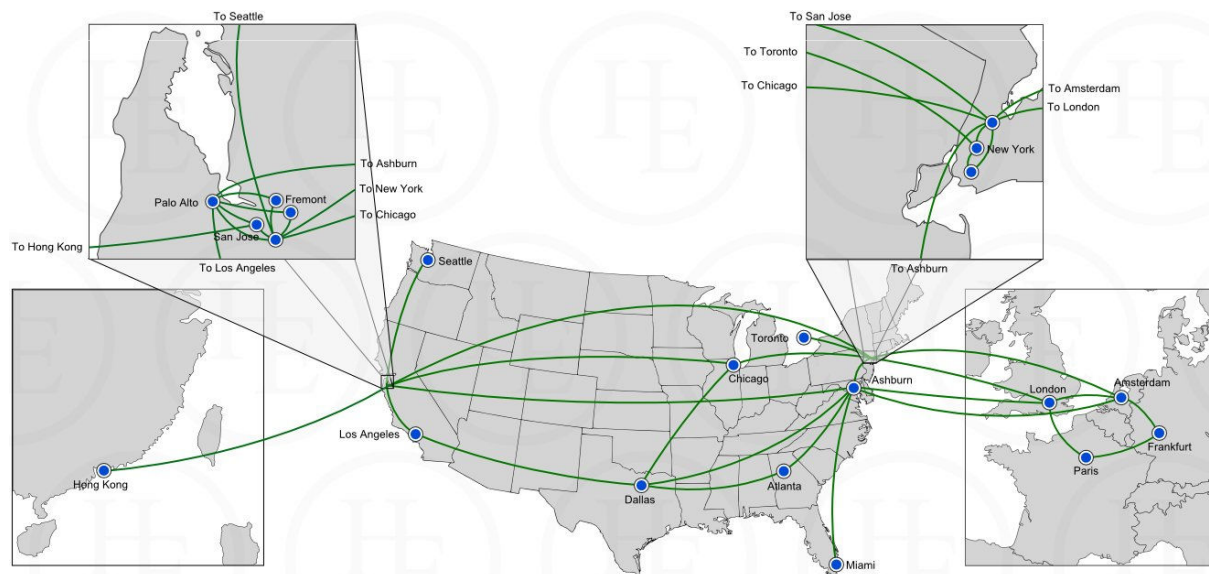 To Seattle
To San Jose
To Toronto
To Chicago
To Amsterdam
To London
New York
To Ashburn
To New York
To Chicago
Palo Alto
Fremont
San Jose
To Hong Kong
To Los Angeles
To Ashburn
Seattle
Toronto
Chicago
Ashburn
London
Amsterdam
Los Angeles
Frankfurt
Paris
Hong Kong
Dallas
Atlanta
Miami
HE